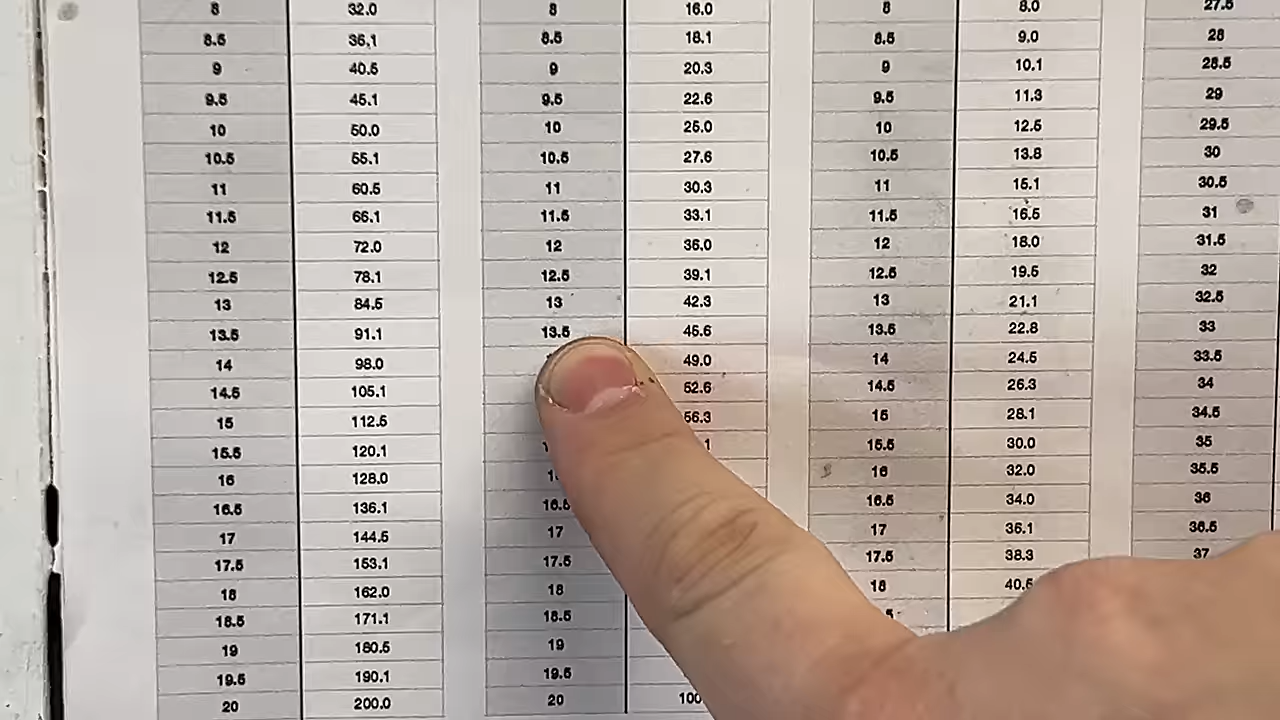 8 32.0 8 16.0 8 8.0 27.5
8.5 36.1 8.5 18.1 8.5 9.0 28
9 40.5 9 20.3 9 10.1 28.5
9.5 45.1 9.5 22.6 9.5 11.3 29
10 50.0 10 25.0 10 12.5 29.5
10.5 55.1 10.5 27.6 10.5 13.8 30
11 60.5 11 30.3 11 15.1 30.5
11.5 66.1 11.5 33.1 11.5 16.5 31
12 72.0 12 36.0 12 18.0 31.5
12.5 78.1 12.5 39.1 12.5 19.5 32
13 84.5 13 42.3 13 21.1 32.5
13.5 91.1 13.5 45.6 13.5 22.8 33
14 98.0 49.0 14 24.5 33.5
14.5 105.1 52.6 14.5 26.3 34
15 112.5 56.3 15 28.1 34.5
15.5 120.1 15.5 30.0 35
16 128.0 16 32.0 35.5
16.5 136.1 16.5 16.5 34.0 36
17 144.5 17 17 36.1 36.5
17.5 153.1 17.5 17.5 38.3 37
18 162.0 18 18 40.5
18.5 171.1 18.5
19 180.5 19
19.5 190.1 19.5
20 200.0 20 100